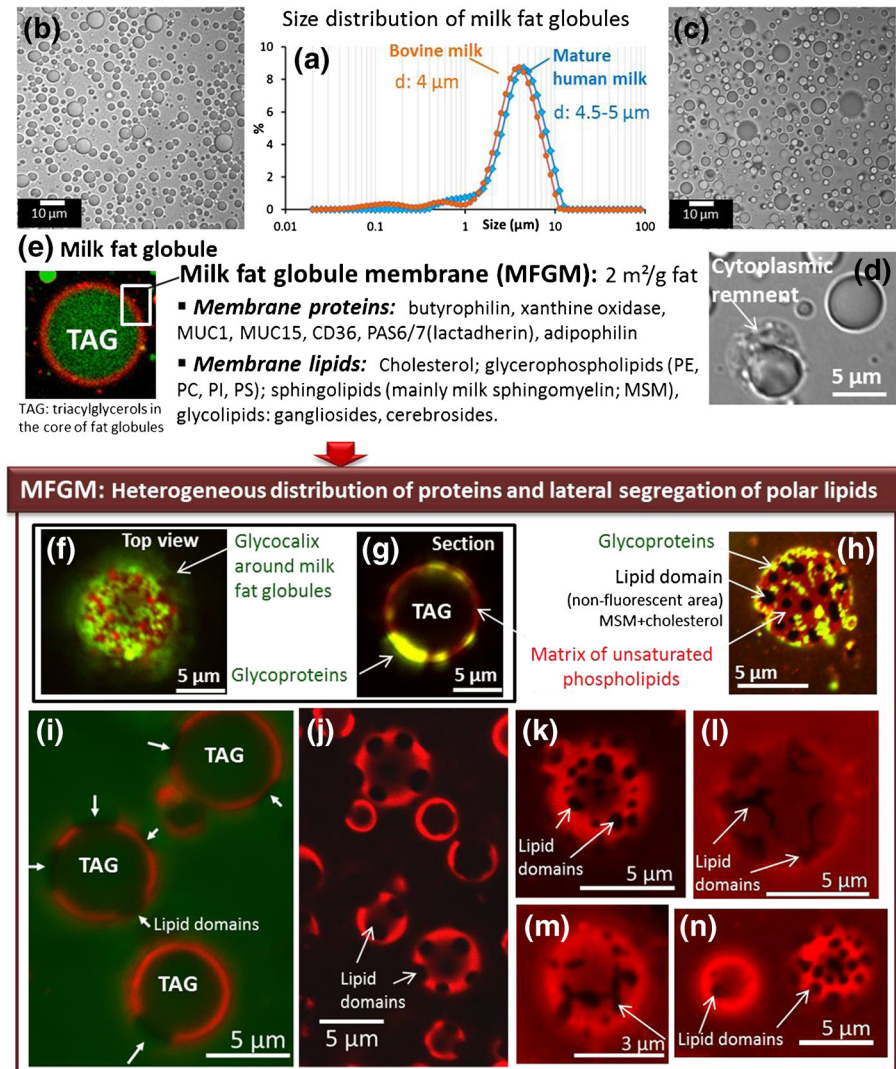 Size distribution of milk fat globules
(b)
10 µm
(a)
Bovine milk
d: 4 µm
Mature
human milk
d: 4.5-5 µm
%
10
8
6
4
2
0
0.01
0.1
1
10
100
Size (µm)
(c)
10 µm
(e) Milk fat globule
TAG
TAG: triacylglycerols in
the core of fat globules
Milk fat globule membrane (MFGM): 2 m²/g fat
▪ Membrane proteins: butyrophilin, xanthine oxidase,
MUC1, MUC15, CD36, PAS6/7(lactadherin), adipophilin
▪ Membrane lipids: Cholesterol; glycerophospholipids (PE,
PC, PI, PS); sphingolipids (mainly milk sphingomyelin; MSM),
glycolipids: gangliosides, cerebrosides.
Cytoplasmic
remnent
(d)
5 µm
MFGM: Heterogeneous distribution of proteins and lateral segregation of polar lipids
(f)
Top view
5 µm
Glycocalix
around milk
fat globules
Glycoproteins
(g)
Section
TAG
5 µm
Glycoproteins
Lipid domain
(non-fluorescent area)
MSM+cholesterol
Matrix of unsaturated
phospholipids
(h)
5 µm
(i)
TAG
TAG
Lipid domains
TAG
5 µm
(j)
Lipid
domains
5 µm
(k)
Lipid
domains
5 µm
(l)
Lipid
domains
5 µm
(m)
3 µm
(n)
Lipid domains
5 µm